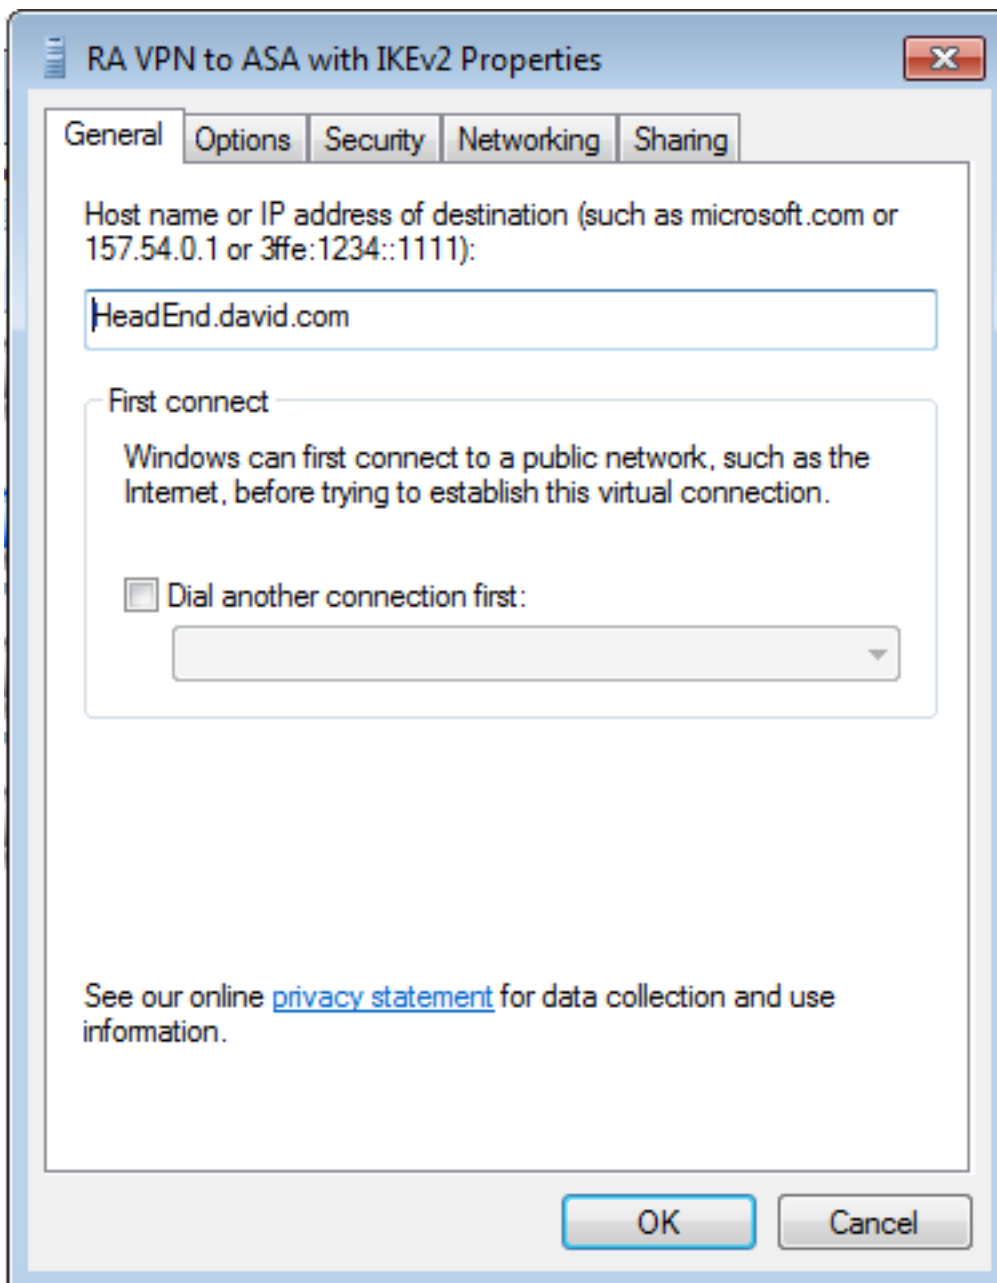 RA VPN to ASA with IKEv2 Properties
General Options Security Networking Sharing
Host name or IP address of destination (such as microsoft.com or
157.54.0.1 or 3ffe:1234::1111):
HeadEnd.david.com
First connect
Windows can first connect to a public network, such as the
Internet, before trying to establish this virtual connection.
Dial another connection first:
See our online privacy statement for data collection and use
information.
OK Cancel